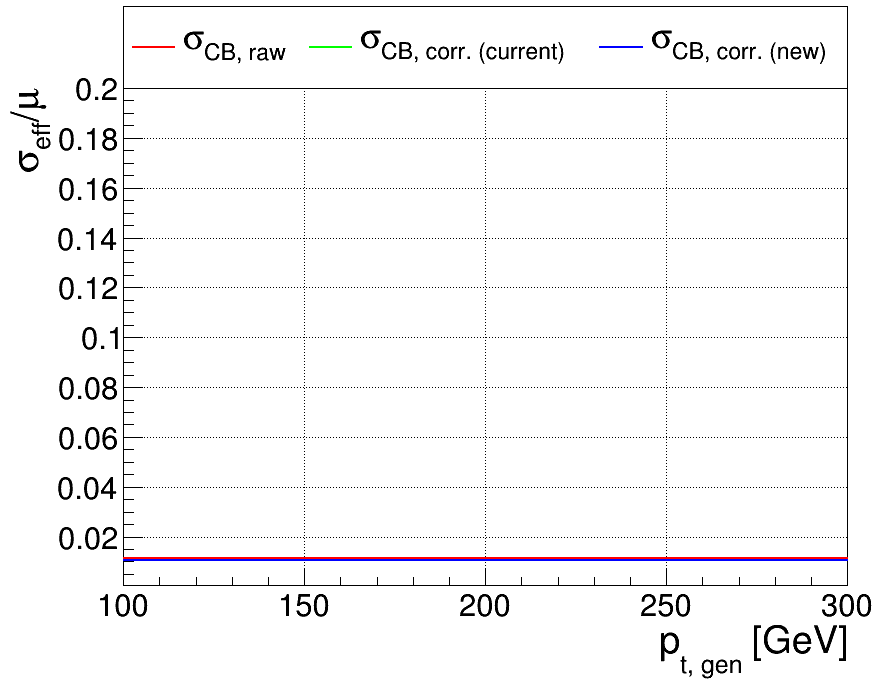 σCB, raw σCB, corr. (current) σCB, corr. (new)
σeff/μ
0.2
0.18
0.16
0.14
0.12
0.1
0.08
0.06
0.04
0.02
100 150 200 250 300
pt, gen [GeV]